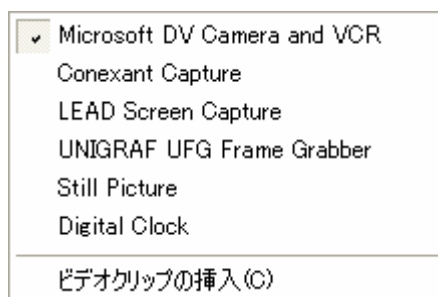 Microsoft DV Camera and VCR
Conexant Capture
LEAD Screen Capture
UNIGRAF UFG Frame Grabber
Still Picture
Digital Clock
ビデオクリップの挿入(C)